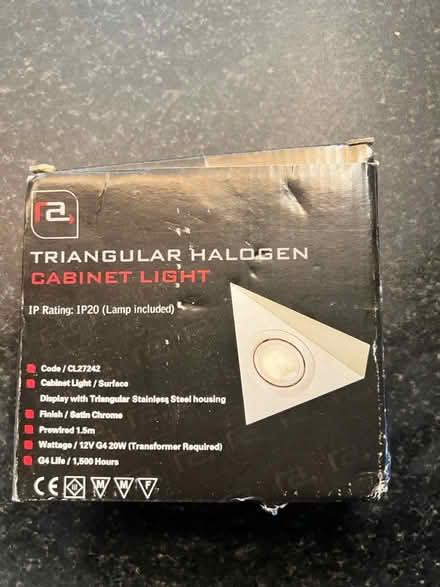 ra
TRIANGULAR HALOGEN
CABINET LIGHT
IP Rating: IP20 (Lamp included)
Code / CL27242
Cabinet Light / Surface
Display with Triangular Stainless Steel housing
Finish / Satin Chrome
Prewired 1.5m
Wattage / 12V G4 20W (Transformer Required)
G4 Life / 1,500 Hours
CE III M M F